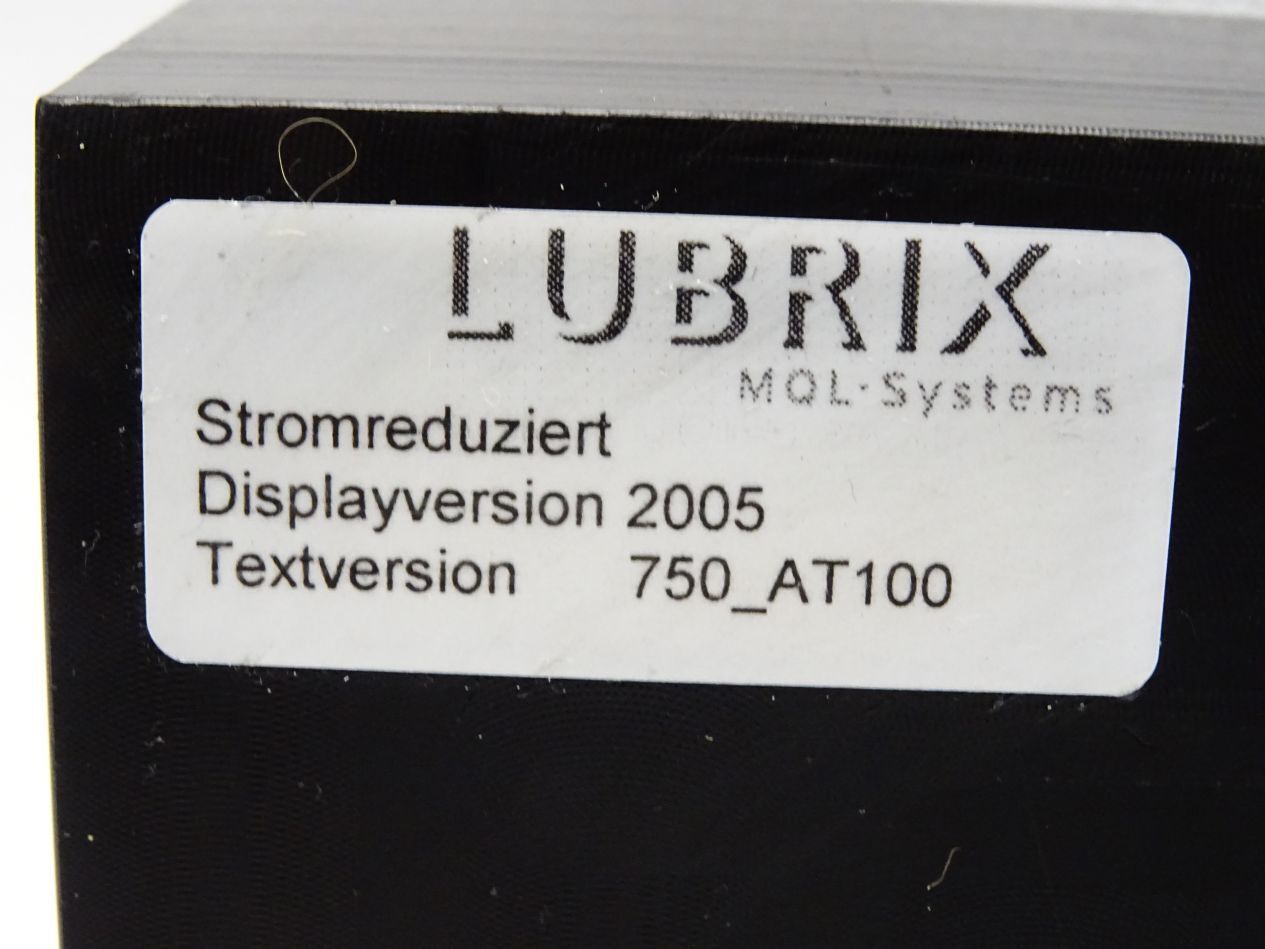 LUBRIX
MQL·Systems
Stromreduziert
Displayversion 2005
Textversion 750_AT100